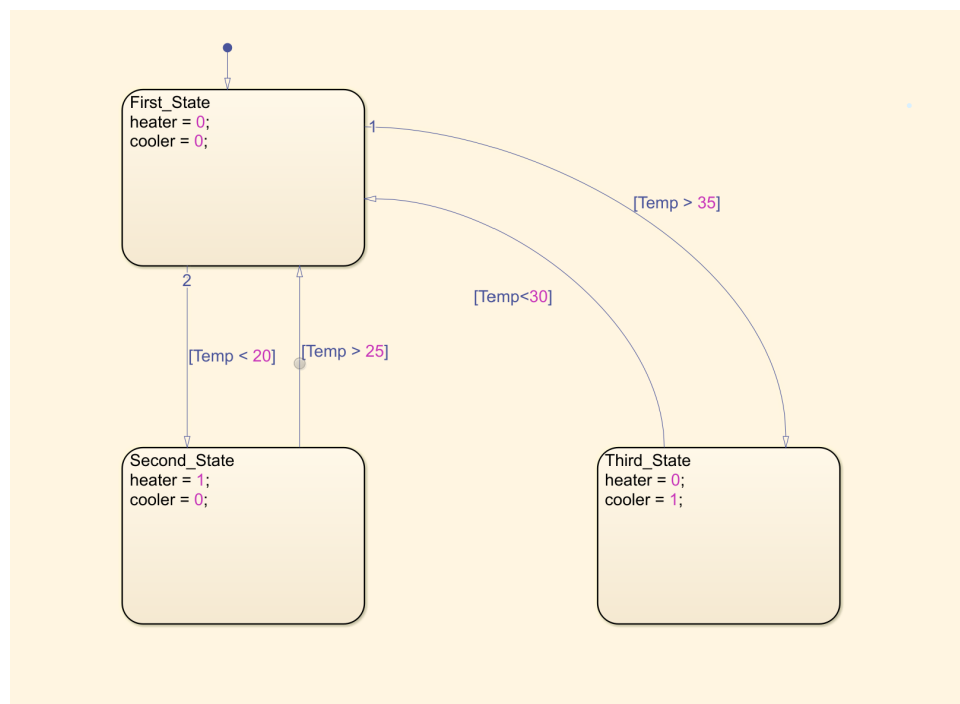 First_State
heater = 0;
cooler = 0;
1
[Temp > 35]
2
[Temp<30]
[Temp < 20]
[Temp > 25]
Second_State
heater = 1;
cooler = 0;
Third_State
heater = 0;
cooler = 1;